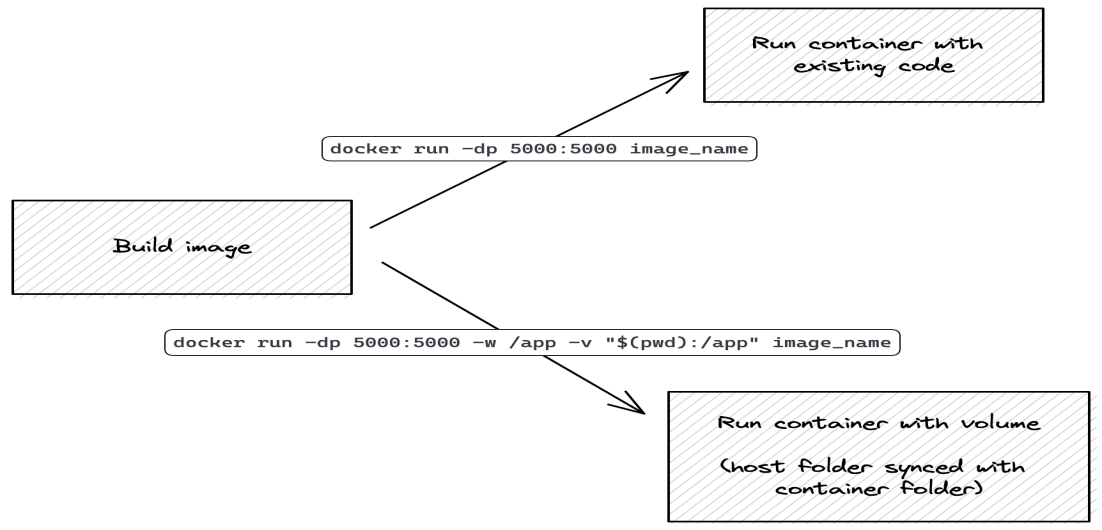 Run container with
existing code
docker run -dp 5000:5000 image_name
Build image
docker run -dp 5000:5000 -w /app -v "$(pwd):/app" image_name
Run container with volume
(host folder synced with
container folder)